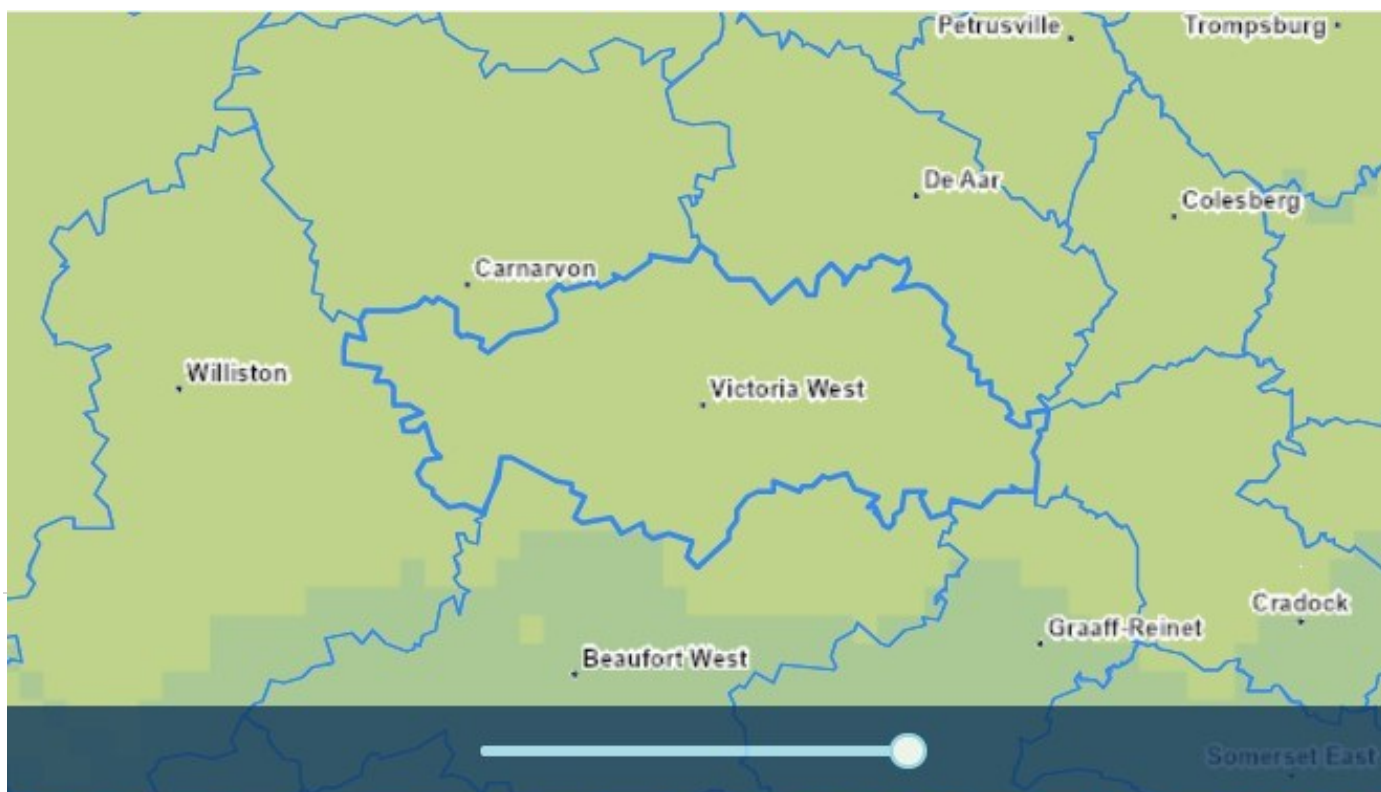 Petrusville
Trompsburg
De Aar
Colesberg
Carnarvon
Williston
Victoria West
Cradock
Graaff-Reinet
Beaufort West
Somerset East